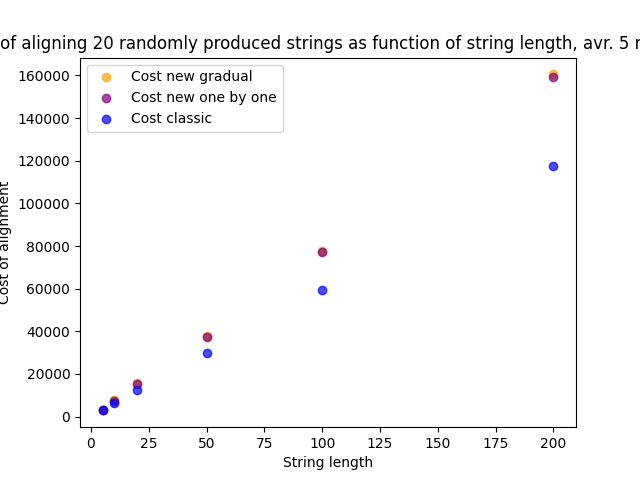 of aligning 20 randomly produced strings as function of string length, avr. 5
Cost new gradual
Cost new one by one
Cost classic
160000
140000
120000
100000
80000
60000
40000
20000
0
Cost of alignment
0 25 50 75 100 125 150 175 200
String length